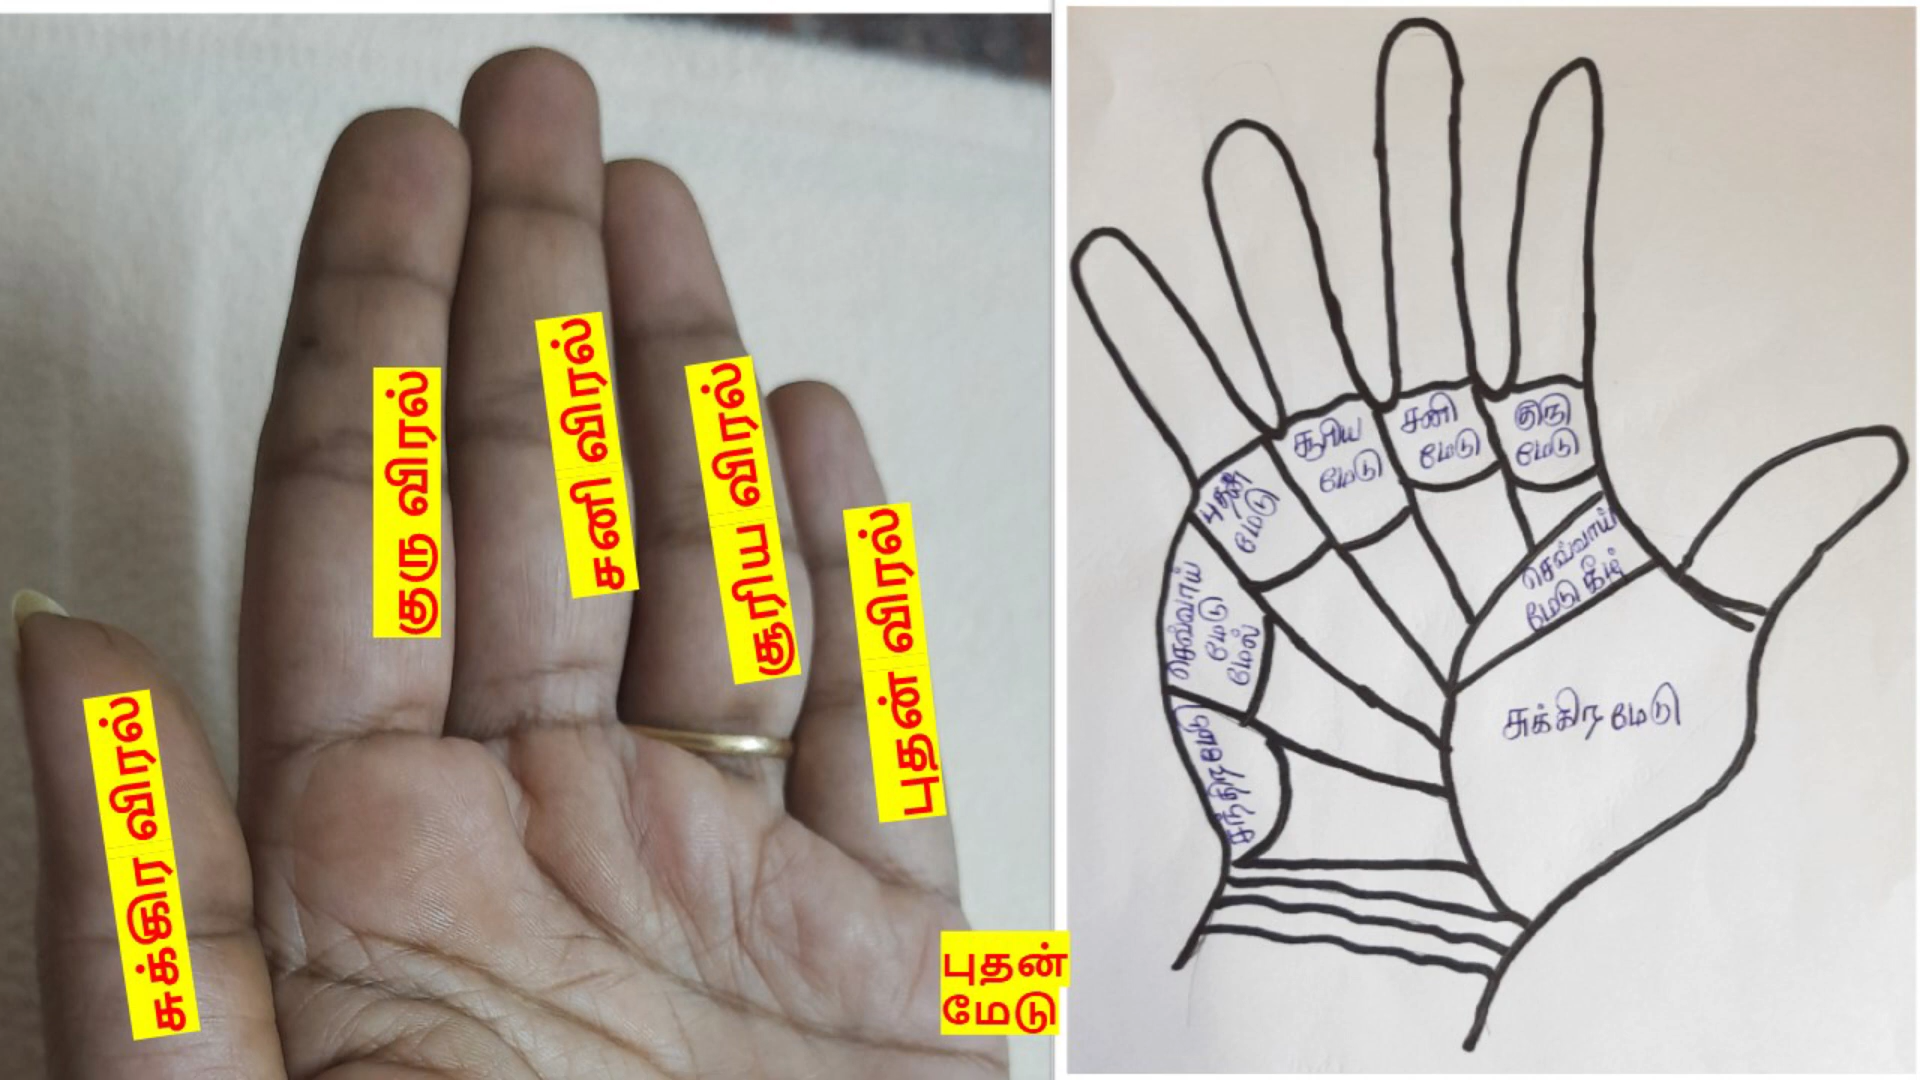 சுக்கிர விரல்
குரு விரல்
சனி விரல்
சூரிய விரல்
புதன் விரல்
புதன்
மேடு
சூரிய
மேடு
சனி
மேடு
குரு
மேடு
புதன்
மேடு
செவ்வாய்
மேடு
மேல்
செவ்வாய்
மேடு கீழ்
சுக்கிர மேடு
சந்திர மேடு